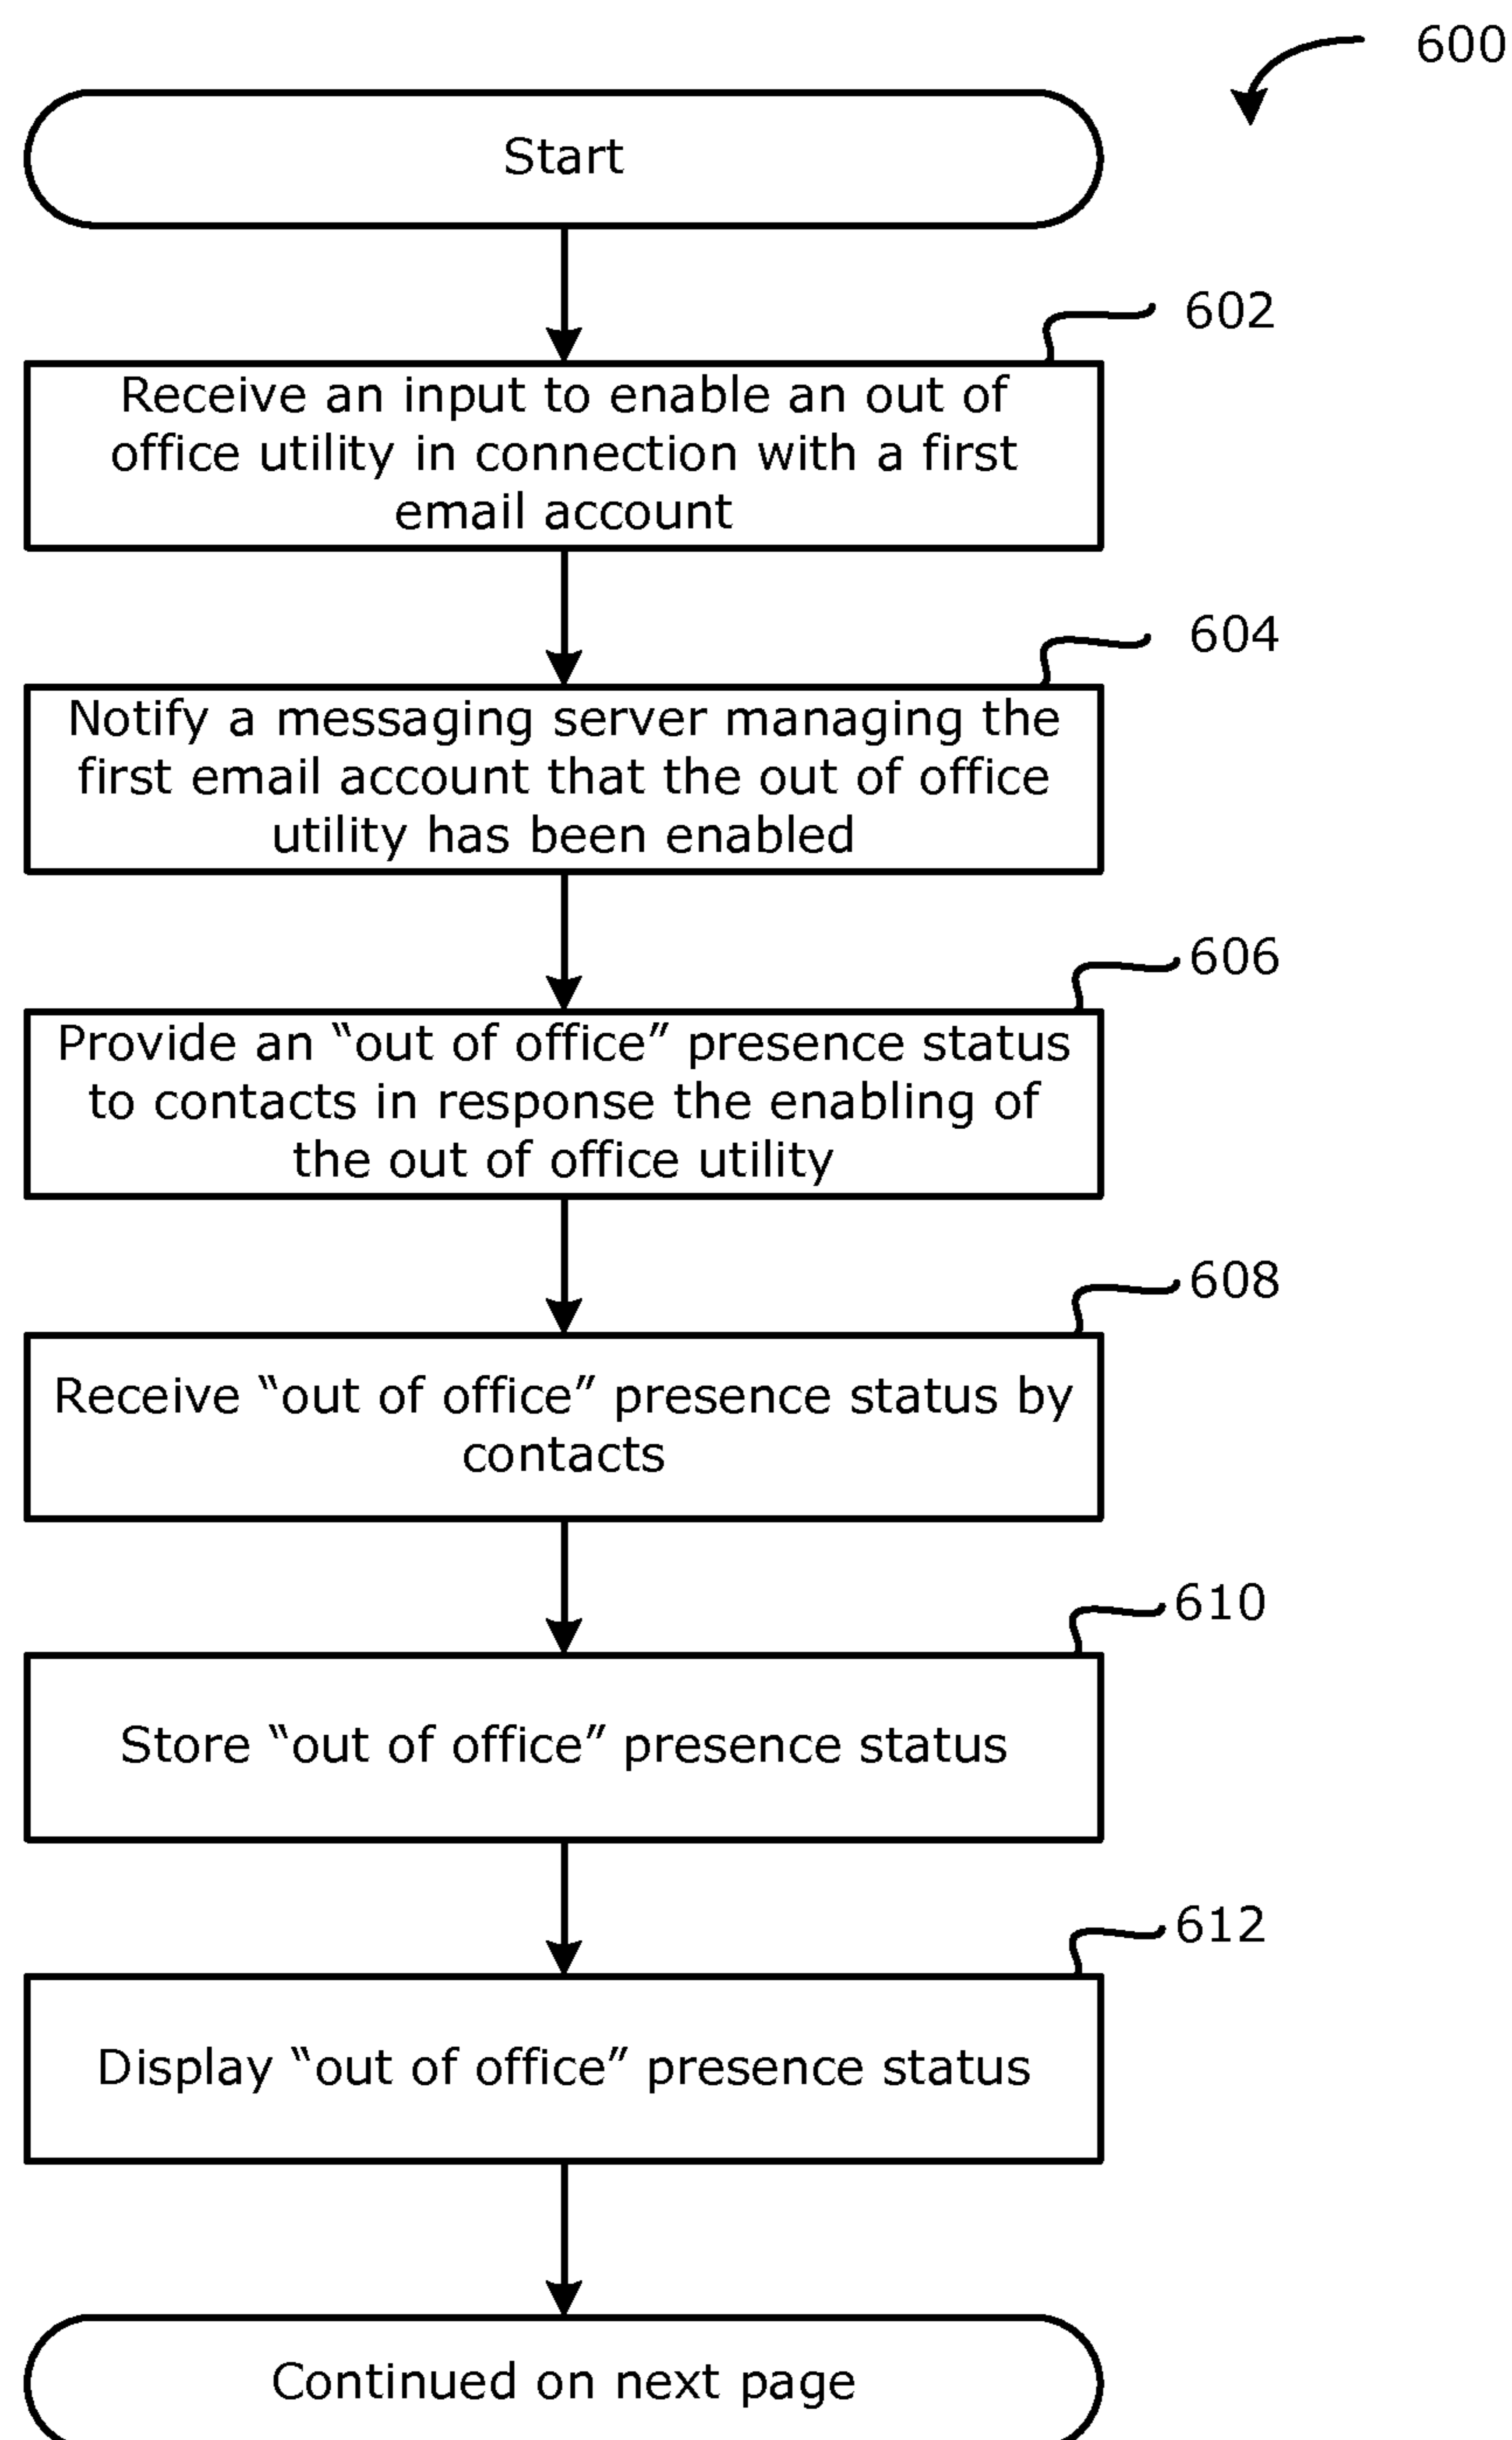 600
Start
602
Receive an input to enable an out of
office utility in connection with a first
email account
604
Notify a messaging server managing the
first email account that the out of office
utility has been enabled
606
Provide an “out of office” presence status
to contacts in response the enabling of
the out of office utility
608
Receive “out of office” presence status by
contacts
610
Store “out of office” presence status
612
Display “out of office” presence status
Continued on next page